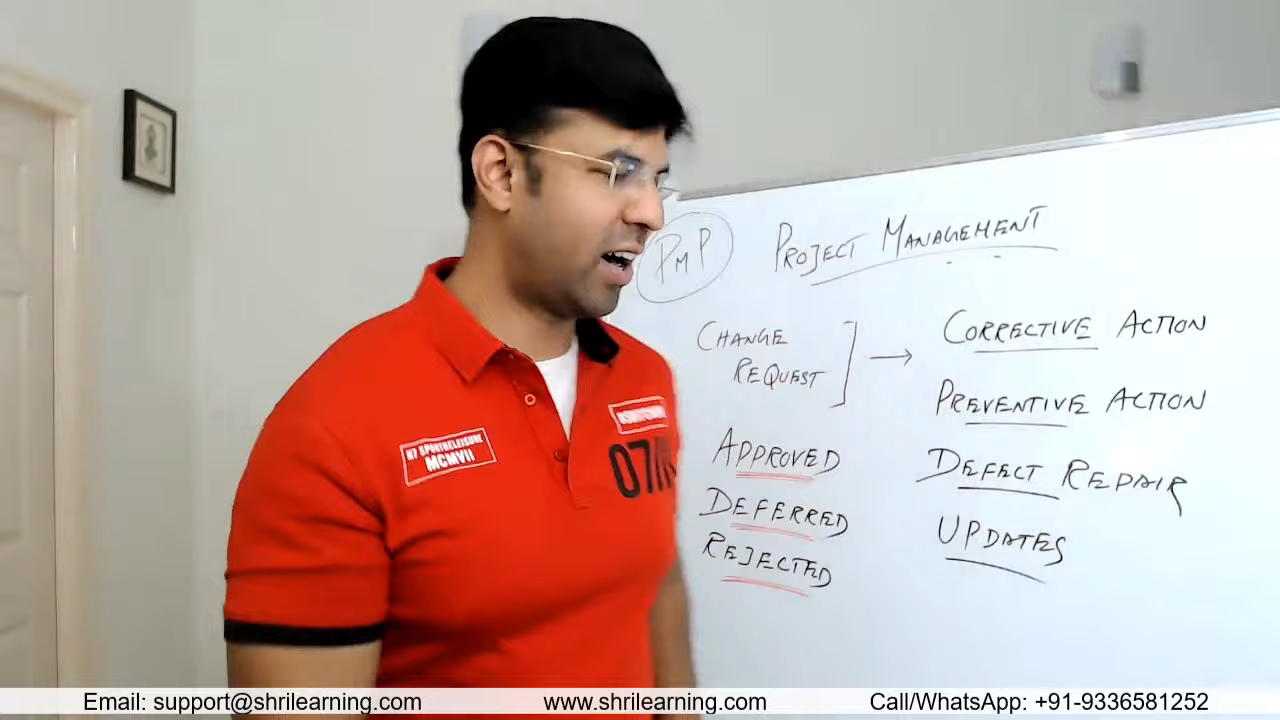 PMP
PROJECT MANAGEMENT
CHANGE
REQUEST
CORRECTIVE ACTION
PREVENTIVE ACTION
DEFECT REPAIR
UPDATES
APPROVED
DEFERRED
REJECTED
MCMVII
07
Email: support@shrilearning.com
www.shrilearning.com
Call/WhatsApp: +91-9336581252